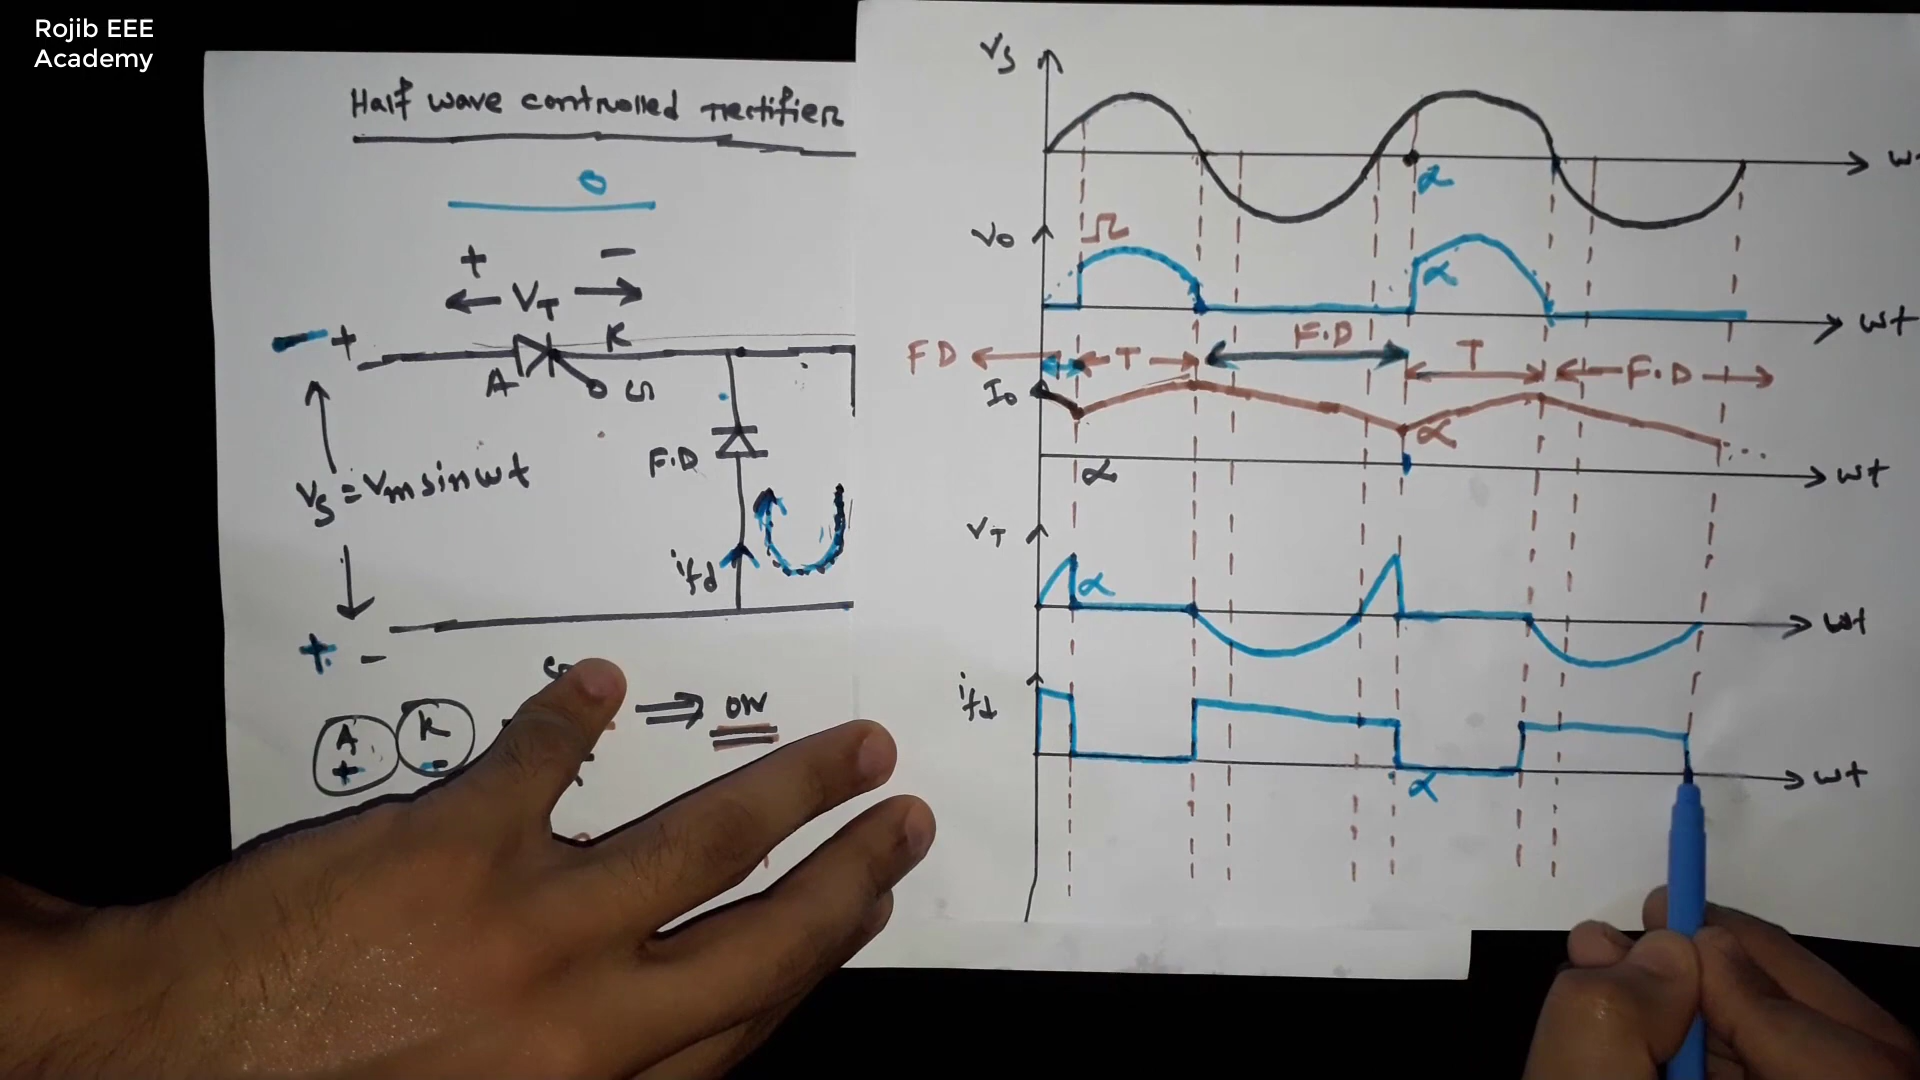 Rojib EEE
Academy
Half wave controlled rectifier
0
+ -
VT
- +
A K G
F.D
Vs = Vm sin wt
ifd
+ -
A K ON
+ -
Vs
α
Vo
α
wt
FD T F.D T F.D
Io
α
α
wt
VT
α
wt
ifd
α
wt